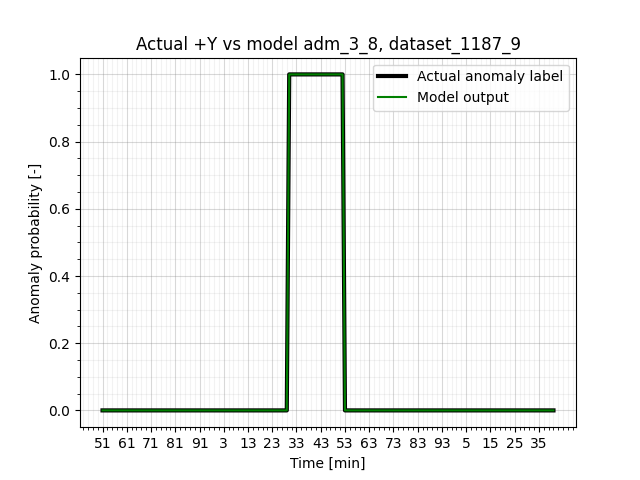 Actual +Y vs model adm_3_8, dataset_1187_9
Actual anomaly label
Model output
Anomaly probability [-]
1.0
0.8
0.6
0.4
0.2
0.0
51 61 71 81 91 3 13 23 33 43 53 63 73 83 93 5 15 25 35
Time [min]